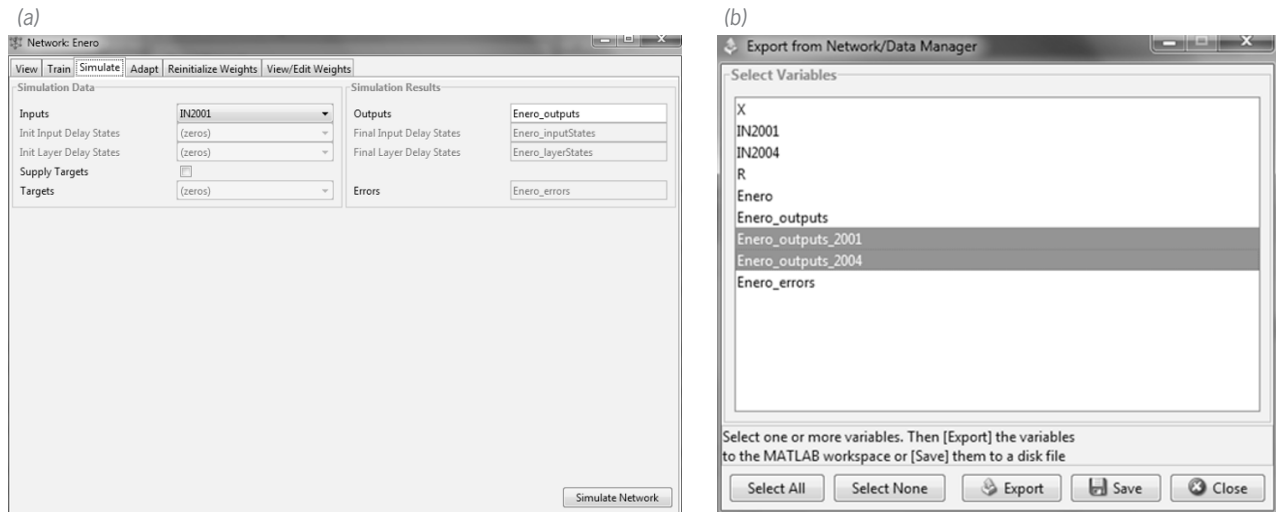 (a)
Network: Enero
View Train Simulate Adapt Reinitialize Weights View/Edit Weights
Simulation Data
Inputs IN2001
Init Input Delay States (zeros)
Init Layer Delay States (zeros)
Supply Targets
Targets (zeros)
Simulation Results
Outputs Enero_outputs
Final Input Delay States Enero_inputStates
Final Layer Delay States Enero_layerStates
Errors Enero_errors
Simulate Network
(b)
Export from Network/Data Manager
Select Variables
X
IN2001
IN2004
R
Enero
Enero_outputs
Enero_outputs_2001
Enero_outputs_2004
Enero_errors
Select one or more variables. Then [Export] the variables
to the MATLAB workspace or [Save] them to a disk file
Select All Select None Export Save Close